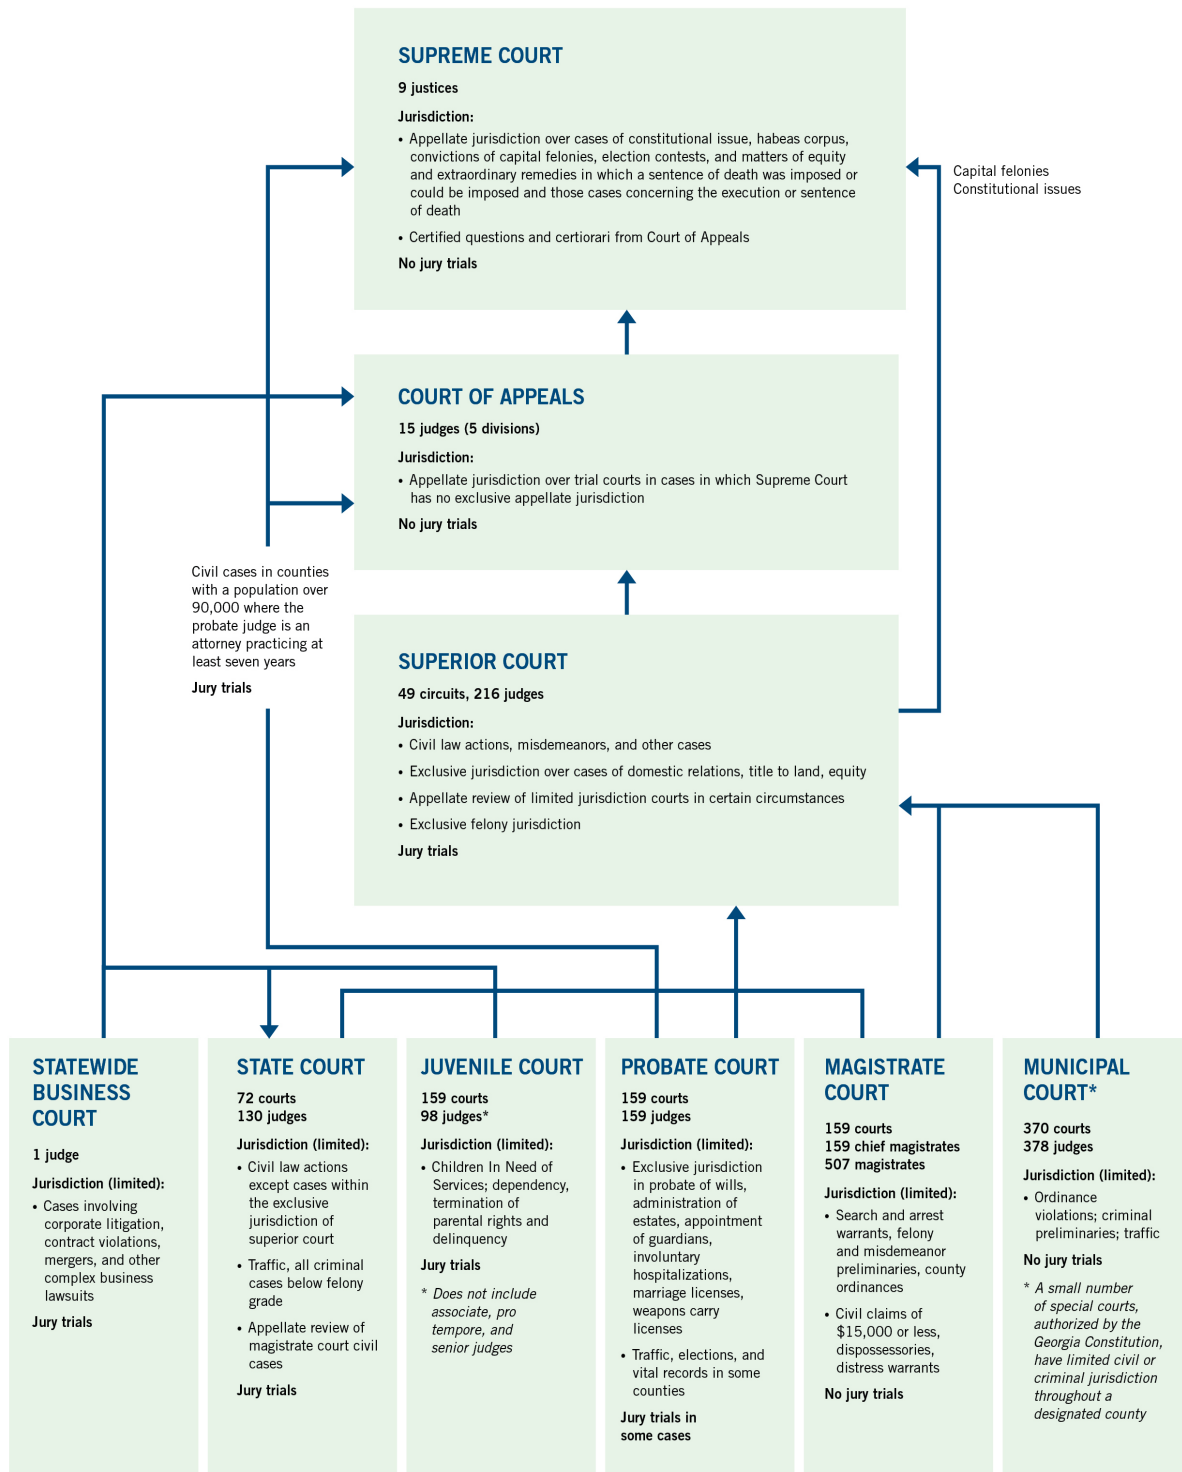 SUPREME COURT
9 justices
Jurisdiction:
• Appellate jurisdiction over cases of constitutional issue, habeas corpus,
convictions of capital felonies, election contests, and matters of equity
and extraordinary remedies in which a sentence of death was imposed or
could be imposed and those cases concerning the execution or sentence
of death
• Certified questions and certiorari from Court of Appeals
No jury trials
Capital felonies
Constitutional issues
COURT OF APPEALS
15 judges (5 divisions)
Jurisdiction:
• Appellate jurisdiction over trial courts in cases in which Supreme Court
has no exclusive appellate jurisdiction
No jury trials
Civil cases in counties
with a population over
90,000 where the
probate judge is an
attorney practicing at
least seven years
Jury trials
SUPERIOR COURT
49 circuits, 216 judges
Jurisdiction:
• Civil law actions, misdemeanors, and other cases
• Exclusive jurisdiction over cases of domestic relations, title to land, equity
• Appellate review of limited jurisdiction courts in certain circumstances
• Exclusive felony jurisdiction
Jury trials
STATEWIDE
BUSINESS
COURT
1 judge
Jurisdiction (limited):
• Cases involving
corporate litigation,
contract violations,
mergers, and other
complex business
lawsuits
Jury trials
STATE COURT
72 courts
130 judges
Jurisdiction (limited):
• Civil law actions
except cases within
the exclusive
jurisdiction of
superior court
• Traffic, all criminal
cases below felony
grade
• Appellate review of
magistrate court civil
cases
Jury trials
JUVENILE COURT
159 courts
98 judges*
Jurisdiction (limited):
• Children In Need of
Services; dependency,
termination of
parental rights and
delinquency
Jury trials
* Does not include
associate, pro
tempore, and
senior judges
PROBATE COURT
159 courts
159 judges
Jurisdiction (limited):
• Exclusive jurisdiction
in probate of wills,
administration of
estates, appointment
of guardians,
involuntary
hospitalizations,
marriage licenses,
weapons carry
licenses
• Traffic, elections, and
vital records in some
counties
Jury trials in
some cases
MAGISTRATE
COURT
159 courts
159 chief magistrates
507 magistrates
Jurisdiction (limited):
• Search and arrest
warrants, felony
and misdemeanor
preliminaries, county
ordinances
• Civil claims of
$15,000 or less,
dispossessories,
distress warrants
No jury trials
MUNICIPAL
COURT*
370 courts
378 judges
Jurisdiction (limited):
• Ordinance
violations; criminal
preliminaries; traffic
No jury trials
* A small number
of special courts,
authorized by the
Georgia Constitution,
have limited civil or
criminal jurisdiction
throughout a
designated county